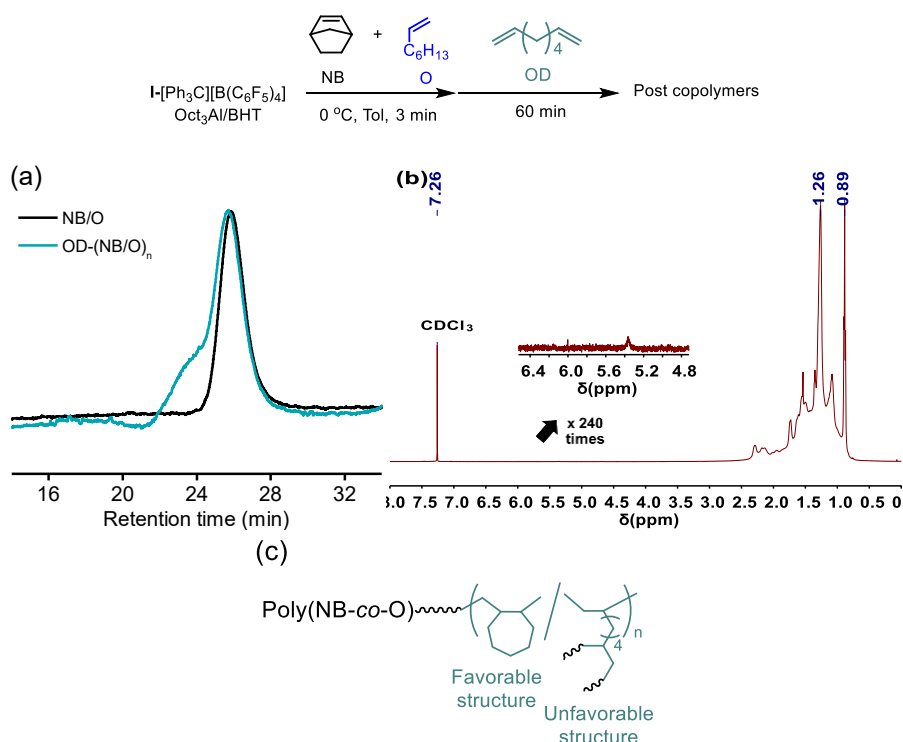 +
C6H13
4
NB
O
OD
I-[Ph3C][B(C6F5)4]
Oct3Al/BHT
0 °C, Tol, 3 min
60 min
Post copolymers
(a)
NB/O
OD-(NB/O)n
16 20 24 28 32
Retention time (min)
(b)
- 7.26
1.26
0.89
CDCl3
6.4 6.0 5.6 5.2 4.8
δ(ppm)
x 240
times
8.0 7.5 7.0 6.5 6.0 5.5 5.0 4.5 4.0 3.5 3.0 2.5 2.0 1.5 1.0 0.5 0
δ(ppm)
(c)
Poly(NB-co-O)
4
n
Favorable
structure
Unfavorable
structure